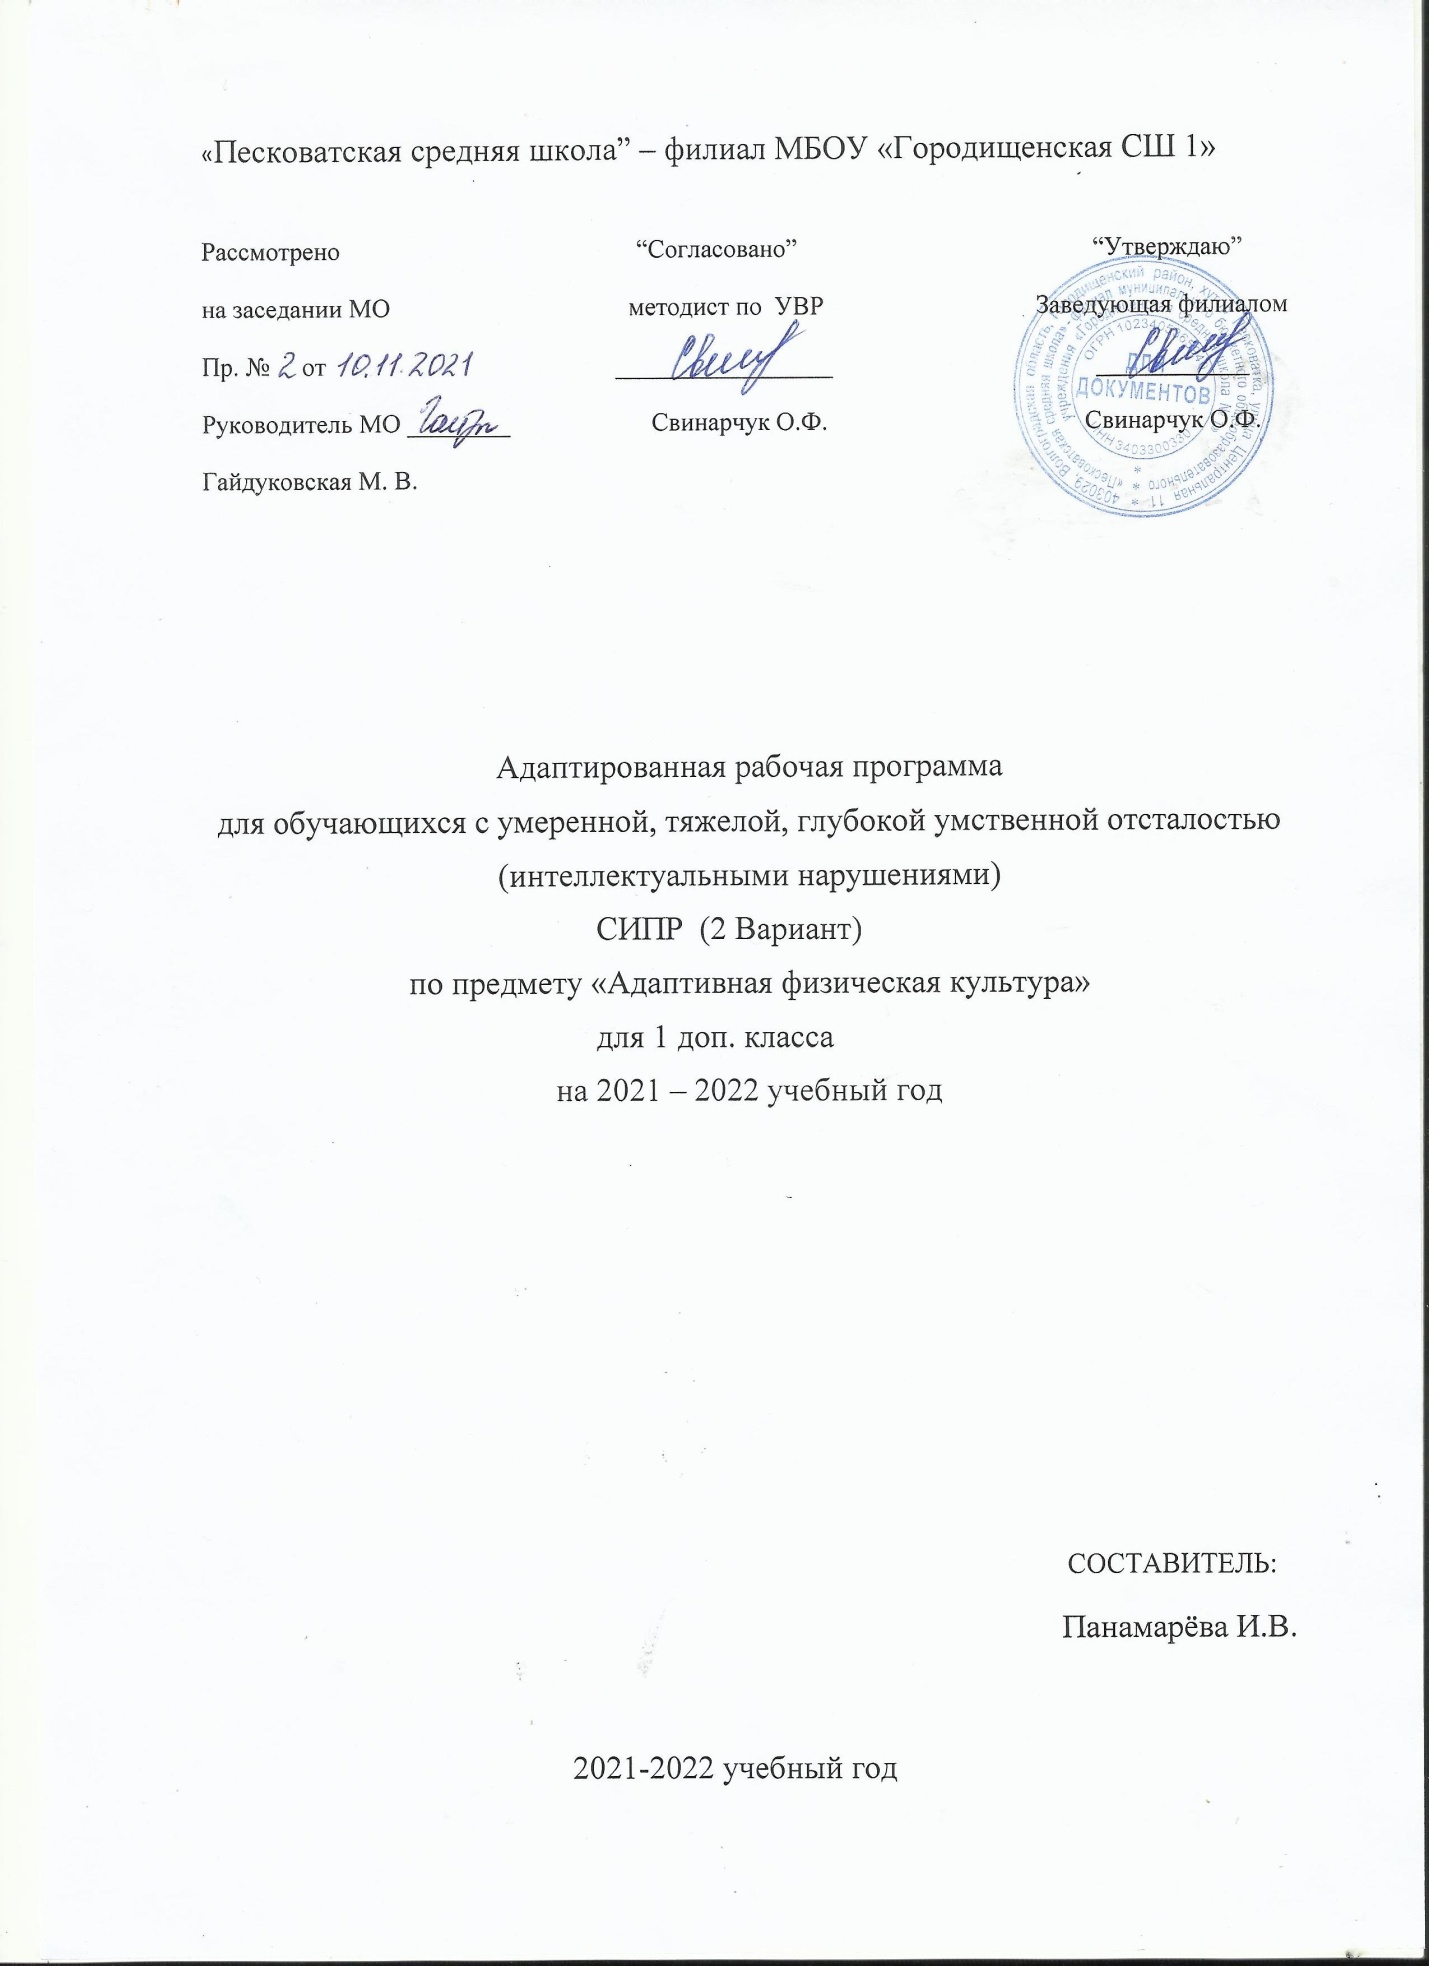 «Песковатская средняя школа” – филиал МБОУ «Городищенская СШ 1»
Рассмотрено “Согласовано” “Утверждаю”
на заседании МО методист по УВР Заведующая филиалом
Пр. № 2 от 10.11.2021
ДЛЯ
ДОКУМЕНТОВ
Руководитель МО Свинарчук О.Ф. Свинарчук О.Ф.
Гайдуковская М. В.
Адаптированная рабочая программа
для обучающихся с умеренной, тяжелой, глубокой умственной отсталостью
(интеллектуальными нарушениями)
СИПР (2 Вариант)
по предмету «Адаптивная физическая культура»
для 1 доп. класса
на 2021 – 2022 учебный год
СОСТАВИТЕЛЬ:
Панамарёва И.В.
2021-2022 учебный год